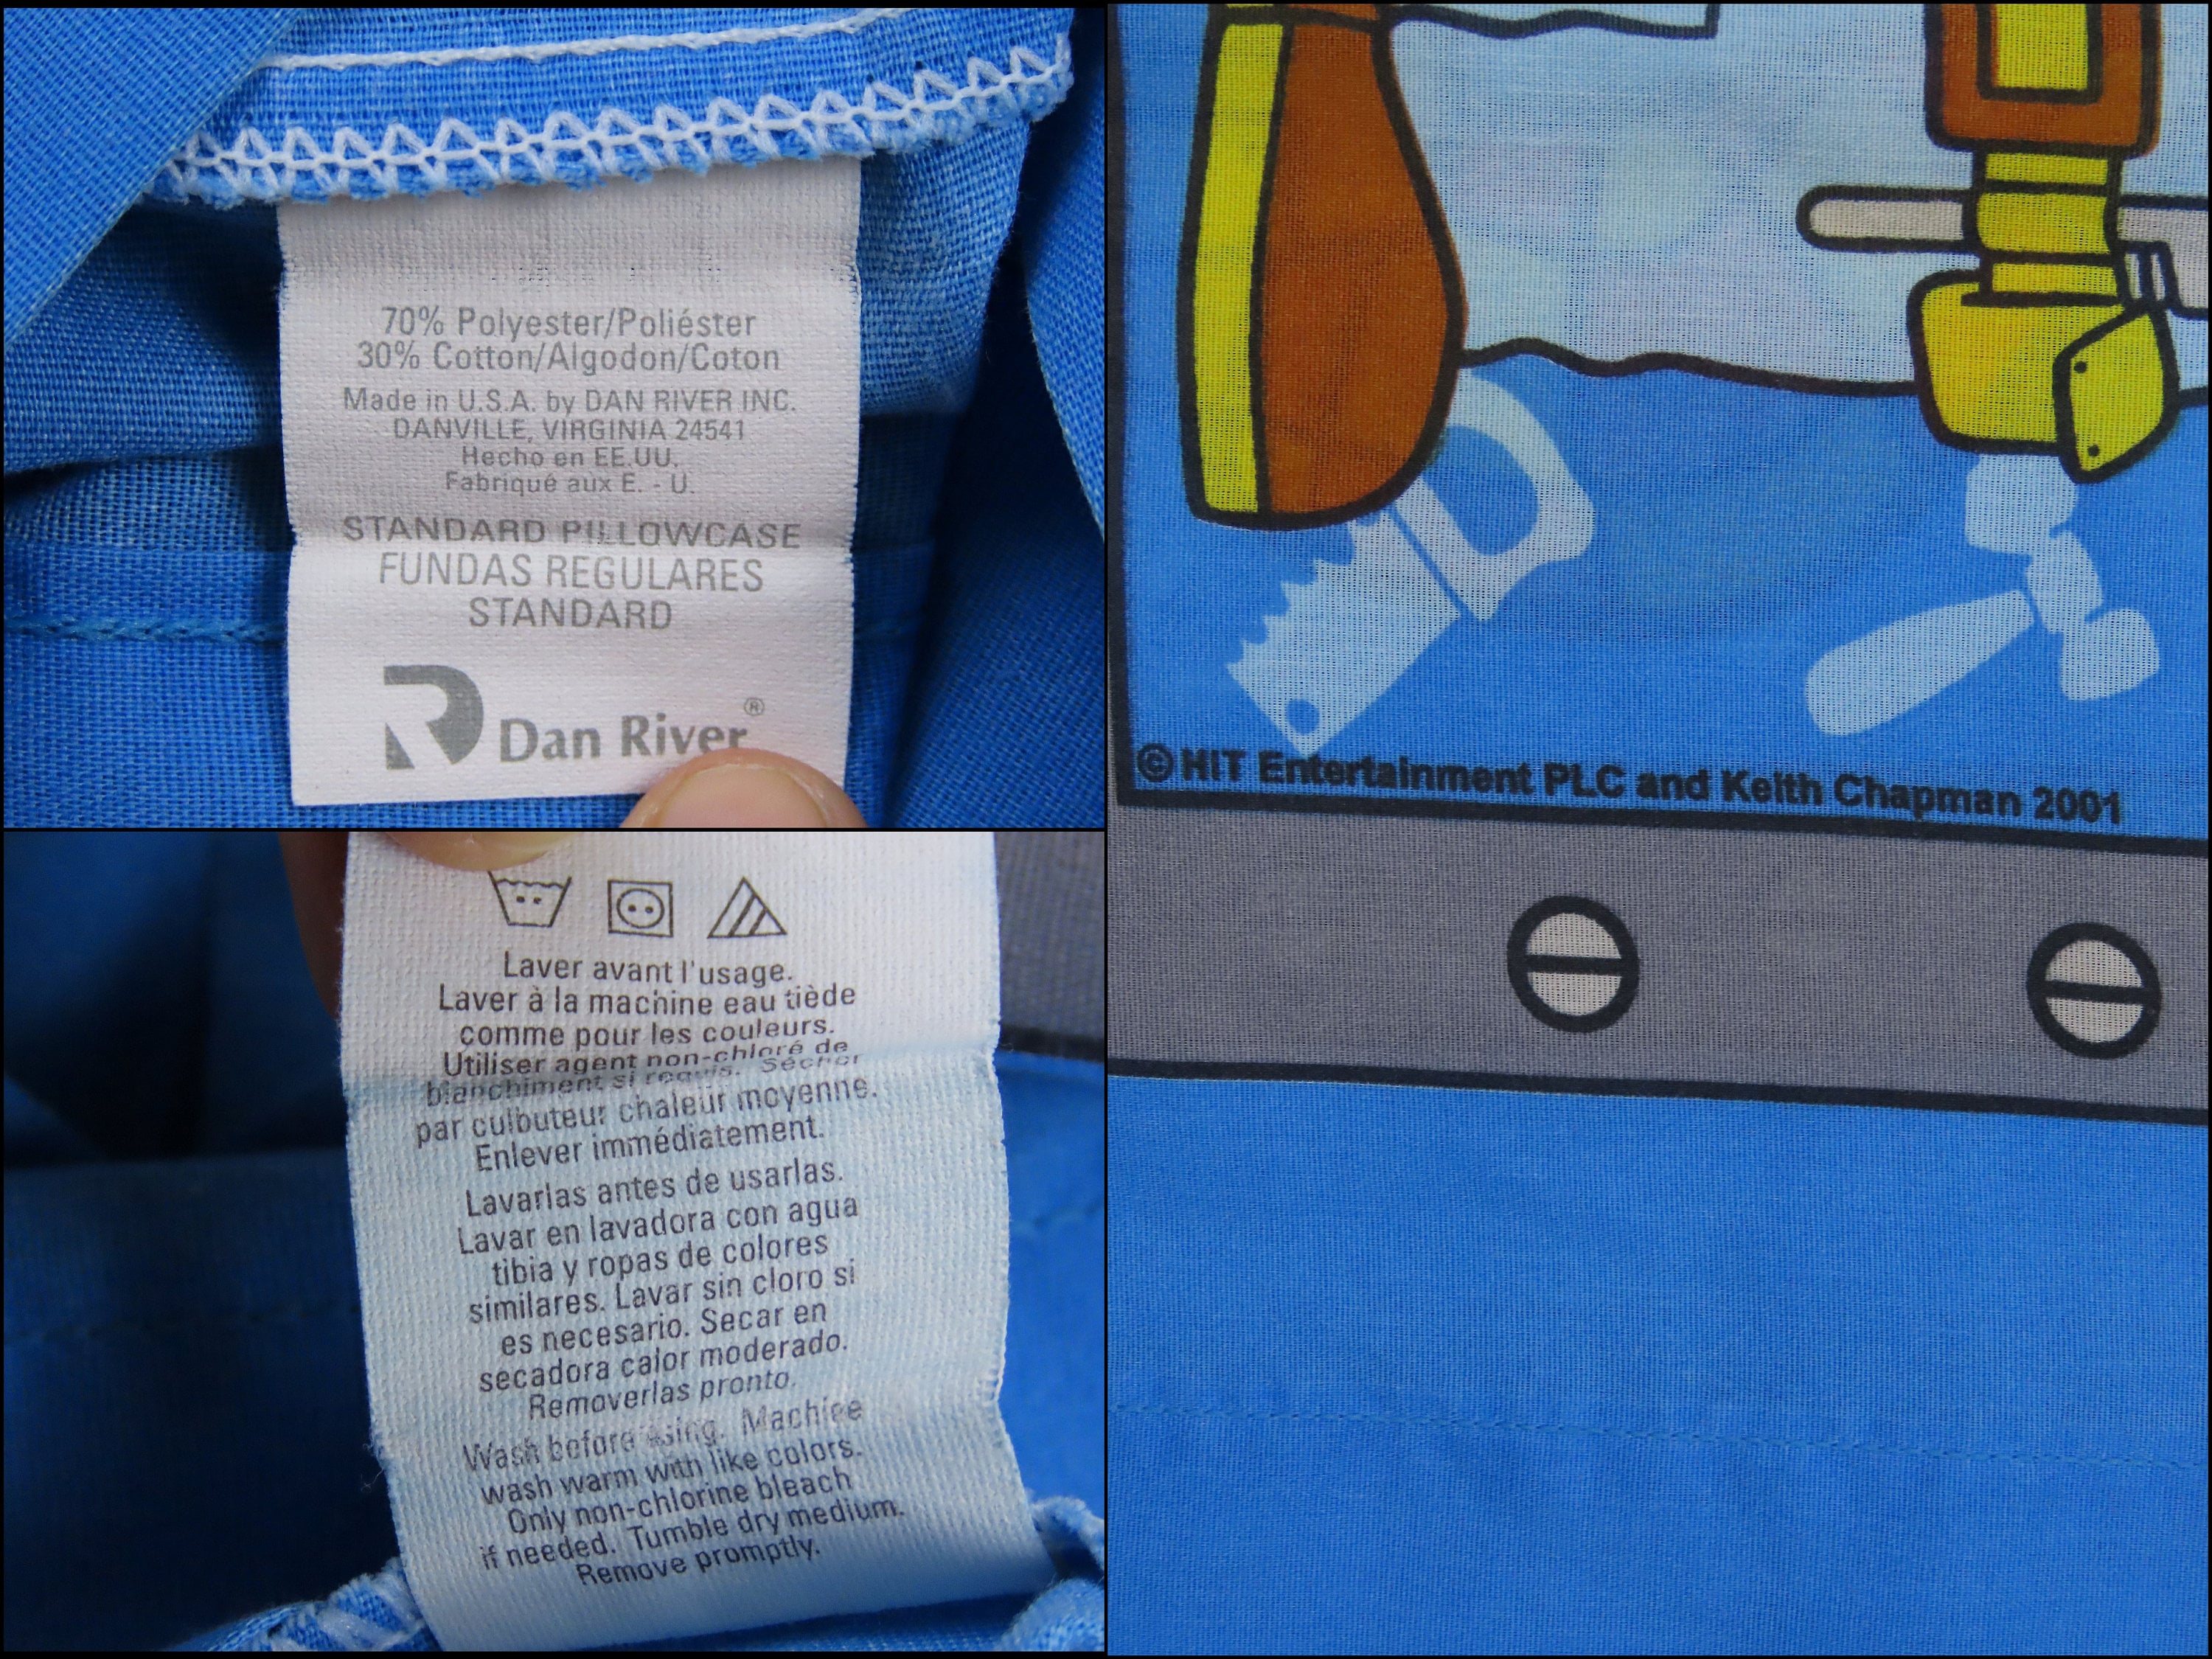 70% Polyester/Poliéster
30% Cotton/Algodon/Coton
Made in U.S.A. by DAN RIVER INC.
DANVILLE, VIRGINIA 24541
Hecho en EE.UU.
Fabriqué aux E. - U.
STANDARD PILLOWCASE
FUNDAS REGULARES
STANDARD
Dan River®
Laver avant l'usage.
Laver à la machine eau tiède
comme pour les couleurs.
Utiliser agent non-chloré de
blanchiment si requis. Sécher
par culbuteur chaleur moyenne.
Enlever immédiatement.
Lavarlas antes de usarlas.
Lavar en lavadora con agua
tibia y ropas de colores
similares. Lavar sin cloro si
es necesario. Secar en
secadora calor moderado.
Removerlas pronto.
Wash before using. Machine
wash warm with like colors.
Only non-chlorine bleach
if needed. Tumble dry medium.
Remove promptly.
© HIT Entertainment PLC and Keith Chapman 2001